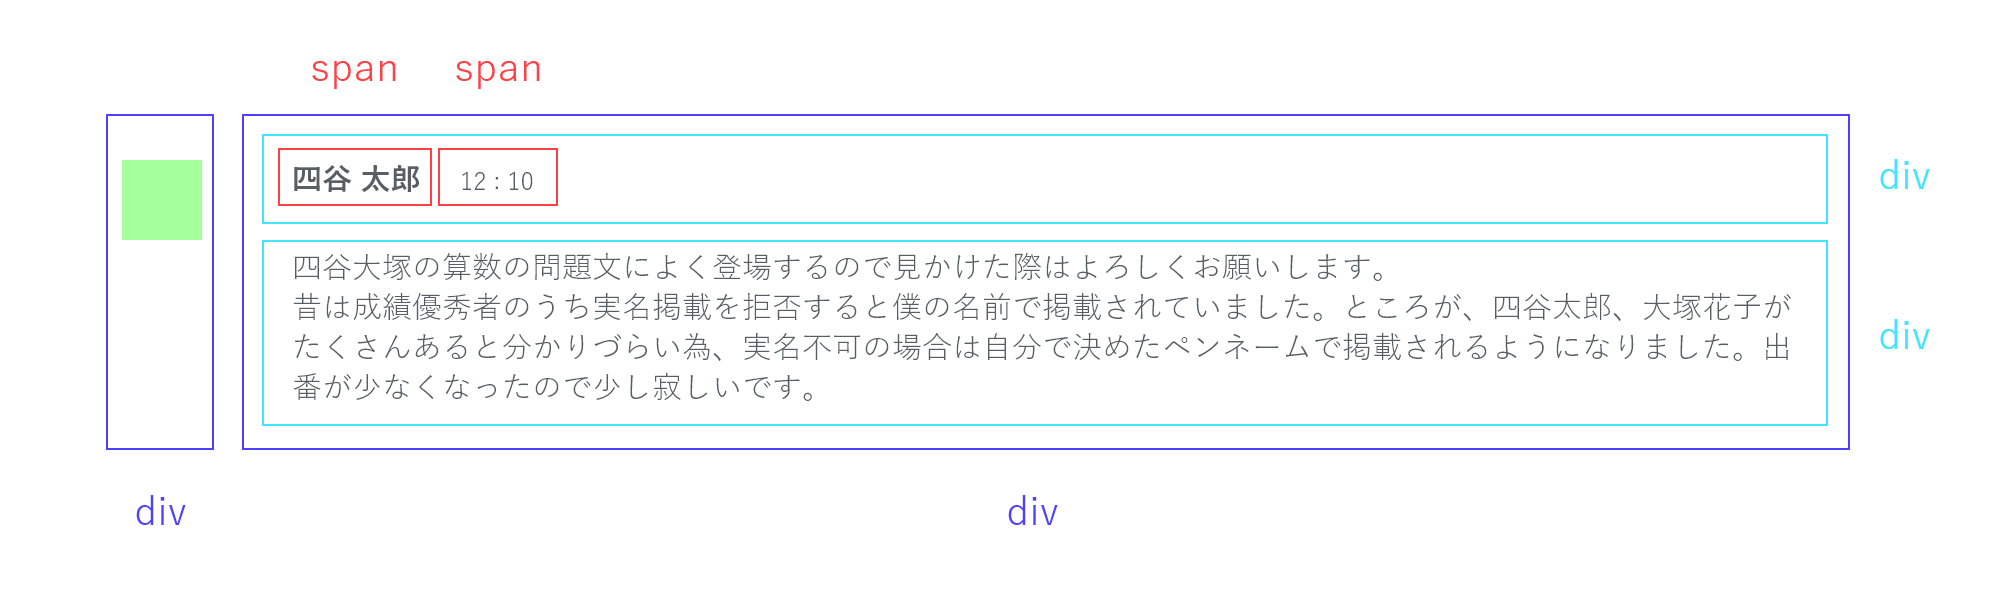 span span
四谷 太郎 12 : 10
div
四谷大塚の算数の問題文によく登場するので見かけた際はよろしくお願いします。
昔は成績優秀者のうち実名掲載を拒否すると僕の名前で掲載されていました。ところが、四谷太郎、大塚花子が
たくさんあると分かりづらい為、実名不可の場合は自分で決めたペンネームで掲載されるようになりました。出
番が少なくなったので少し寂しいです。
div
div div